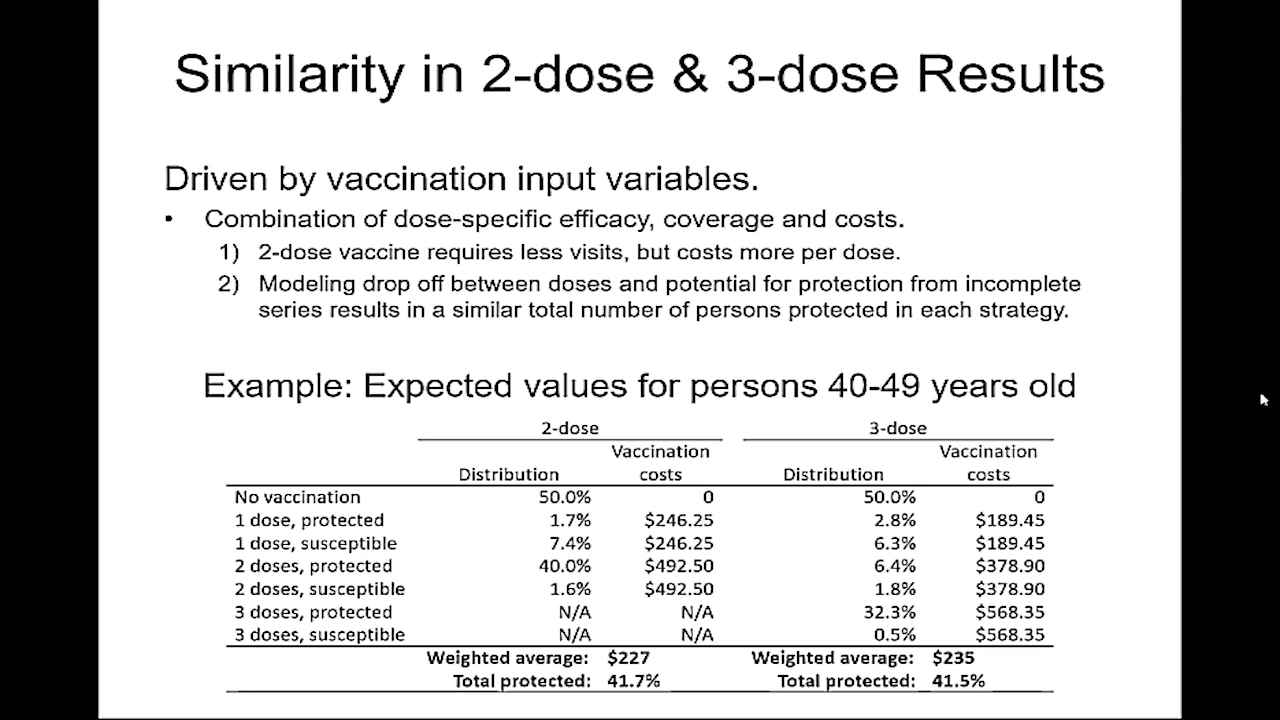 Similarity in 2-dose & 3-dose Results
Driven by vaccination input variables.
• Combination of dose-specific efficacy, coverage and costs.
1) 2-dose vaccine requires less visits, but costs more per dose.
2) Modeling drop off between doses and potential for protection from incomplete
series results in a similar total number of persons protected in each strategy.
Example: Expected values for persons 40-49 years old
2-dose 3-dose
Vaccination Vaccination
Distribution costs Distribution costs
No vaccination 50.0% 0 50.0% 0
1 dose, protected 1.7% $246.25 2.8% $189.45
1 dose, susceptible 7.4% $246.25 6.3% $189.45
2 doses, protected 40.0% $492.50 6.4% $378.90
2 doses, susceptible 1.6% $492.50 1.8% $378.90
3 doses, protected N/A N/A 32.3% $568.35
3 doses, susceptible N/A N/A 0.5% $568.35
Weighted average: $227 Weighted average: $235
Total protected: 41.7% Total protected: 41.5%